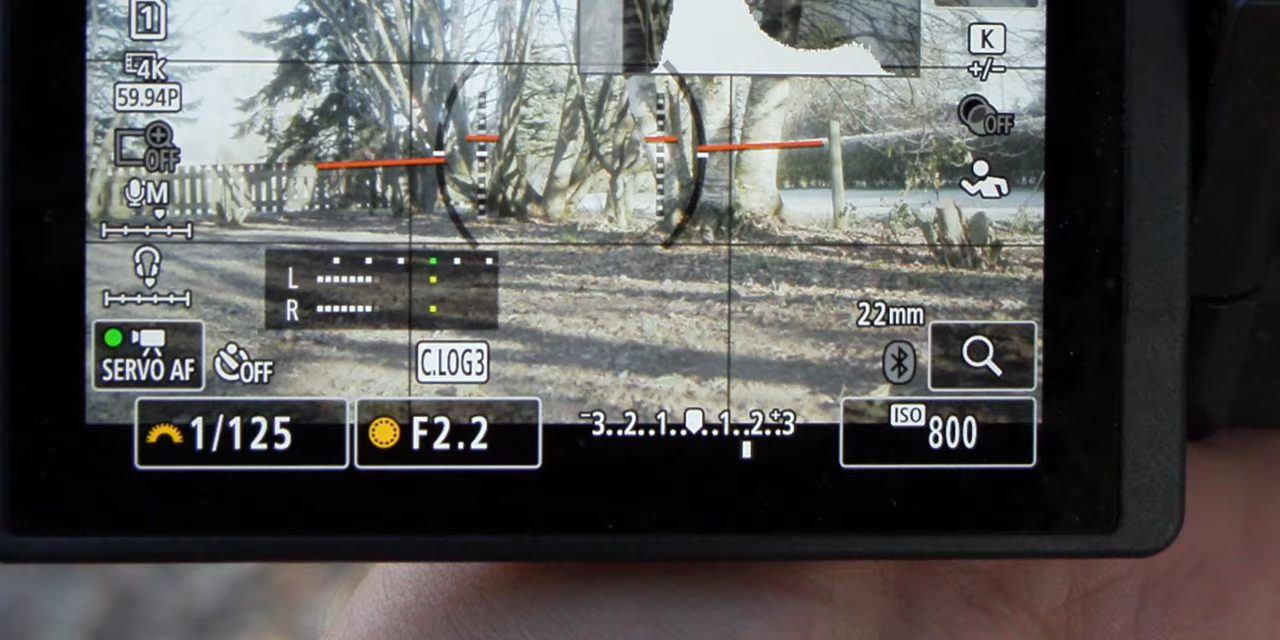 1
4K
K
+/−
59.94P
OFF
OFF
M
L
R
22mm
SERVO AF
OFF
C.LOG3
1/125
F2.2
−3..2..1.. ..1..2..+3
ISO
800